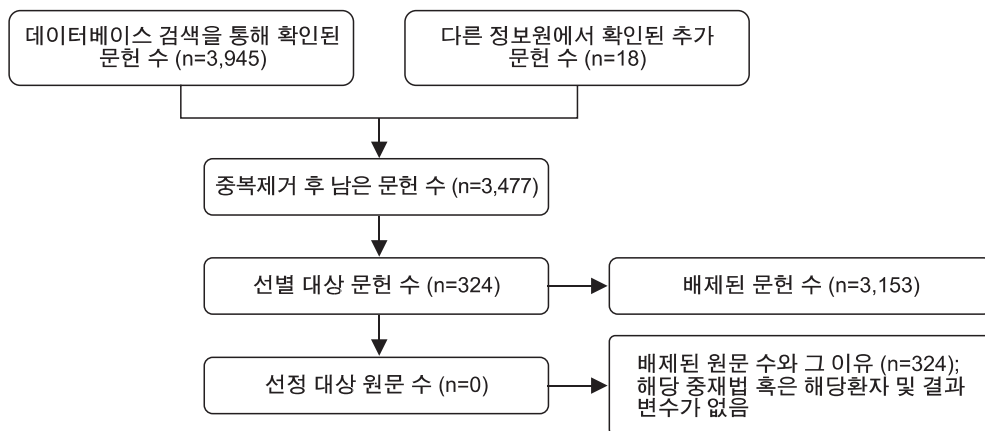 데이터베이스 검색을 통해 확인된
문헌 수 (n=3,945)
다른 정보원에서 확인된 추가
문헌 수 (n=18)
중복제거 후 남은 문헌 수 (n=3,477)
선별 대상 문헌 수 (n=324)
배제된 문헌 수 (n=3,153)
선정 대상 원문 수 (n=0)
배제된 원문 수와 그 이유 (n=324);
해당 중재법 혹은 해당환자 및 결과
변수가 없음